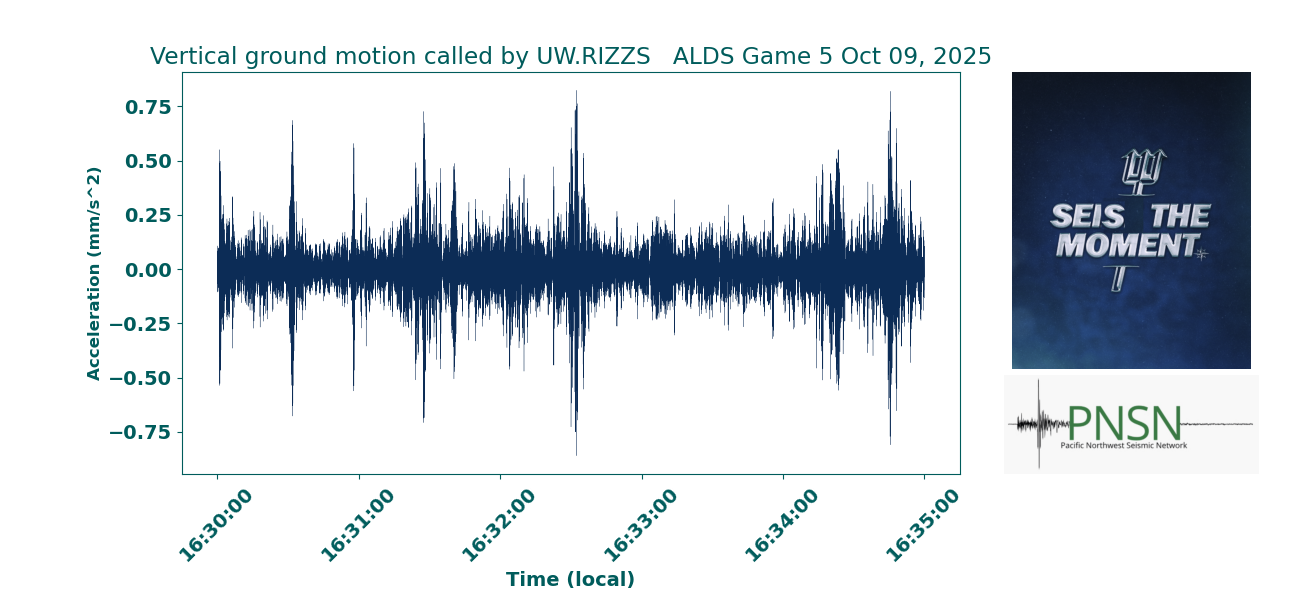 Vertical ground motion called by UW.RIZZS   ALDS Game 5 Oct 09, 2025
Acceleration (mm/s^2)
0.75
0.50
0.25
0.00
−0.25
−0.50
−0.75
16:30:00
16:31:00
16:32:00
16:33:00
16:34:00
16:35:00
Time (local)
SEIS THE
MOMENT
PNSN
Pacific Northwest Seismic Network